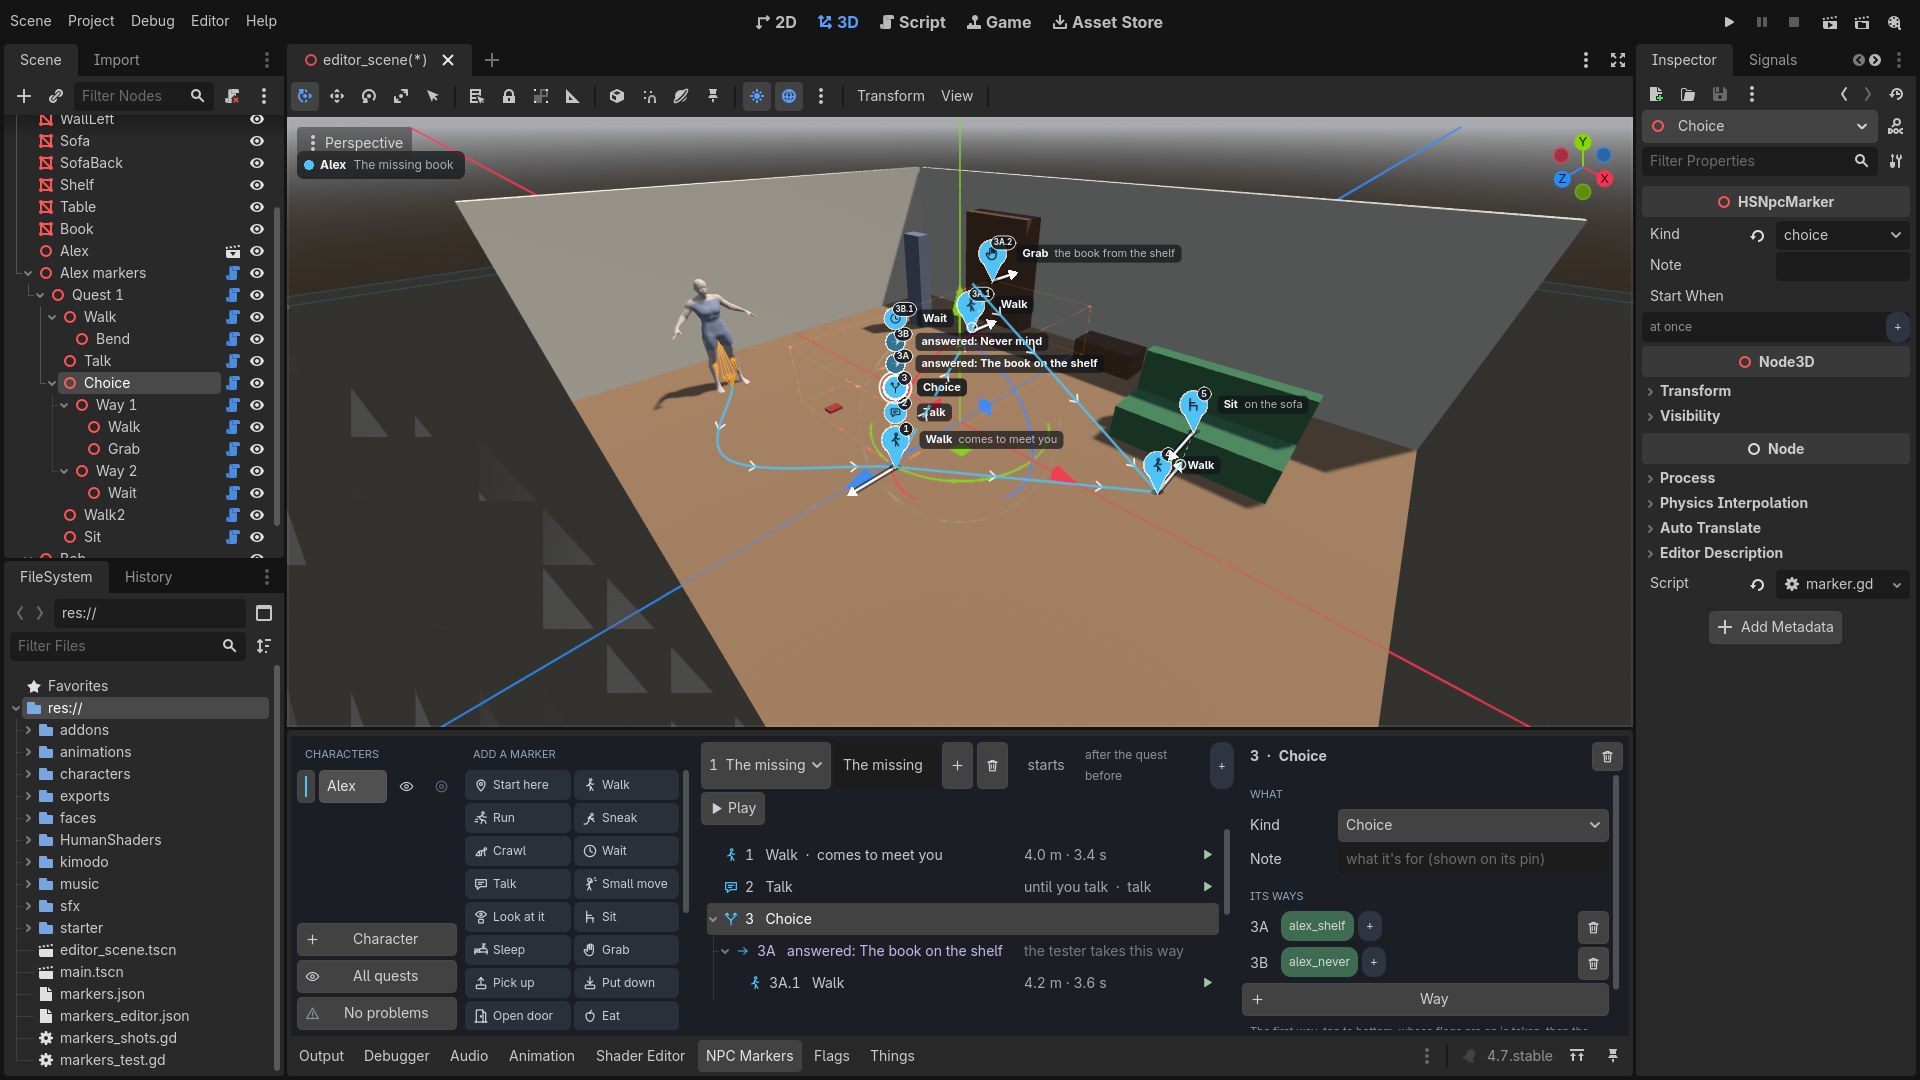 Scene Project Debug Editor Help
2D 3D Script Game Asset Store
Scene Import
Filter Nodes
WallLeft
Sofa
SofaBack
Shelf
Table
Book
Alex
Alex markers
Quest 1
Walk
Bend
Talk
Choice
Way 1
Walk
Grab
Way 2
Wait
Walk2
Sit
FileSystem History
res://
Filter Files
Favorites
res://
addons
animations
characters
exports
faces
HumanShaders
kimodo
music
sfx
starter
editor_scene.tscn
main.tscn
markers.json
markers_editor.json
markers_shots.gd
markers_test.gd
editor_scene(*)
Transform View
Perspective
Alex The missing book
Y
Z X
3A.2
Grab the book from the shelf
3A.1
Walk
3B.1
Wait
3B
answered: Never mind
3A
answered: The book on the shelf
3
Choice
2
Talk
1
Walk comes to meet you
5
Sit on the sofa
4
Walk
CHARACTERS
Alex
Character
All quests
No problems
ADD A MARKER
Start here Walk
Run Sneak
Crawl Wait
Talk Small move
Look at it Sit
Sleep Grab
Pick up Put down
Open door Eat
1 The missing The missing starts after the quest
before
Play
1 Walk · comes to meet you 4.0 m · 3.4 s
2 Talk until you talk · talk
3 Choice
3A answered: The book on the shelf the tester takes this way
3A.1 Walk 4.2 m · 3.6 s
3 · Choice
WHAT
Kind Choice
Note what it's for (shown on its pin)
ITS WAYS
3A alex_shelf +
3B alex_never +
Way
Output Debugger Audio Animation Shader Editor NPC Markers Flags Things
4.7.stable
Inspector Signals
Choice
Filter Properties
HSNpcMarker
Kind choice
Note
Start When
at once +
Node3D
Transform
Visibility
Node
Process
Physics Interpolation
Auto Translate
Editor Description
Script marker.gd
Add Metadata